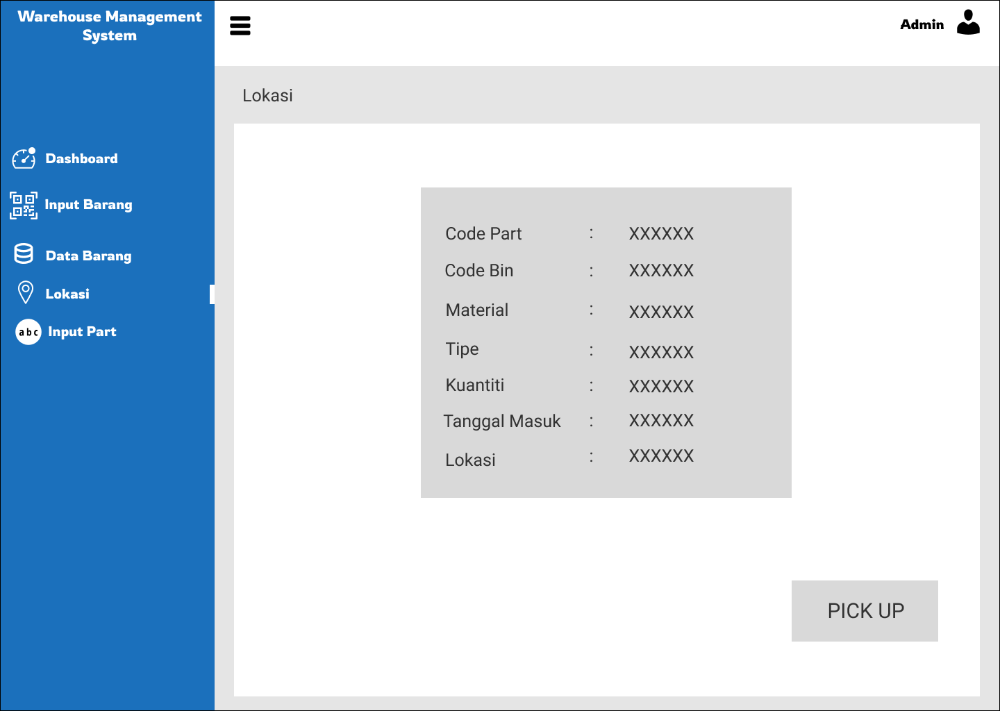 Warehouse Management
System
Admin
Lokasi
Dashboard
Input Barang
Data Barang
Lokasi
abc Input Part
Code Part : XXXXXX
Code Bin : XXXXXX
Material : XXXXXX
Tipe : XXXXXX
Kuantiti : XXXXXX
Tanggal Masuk : XXXXXX
Lokasi : XXXXXX
PICK UP